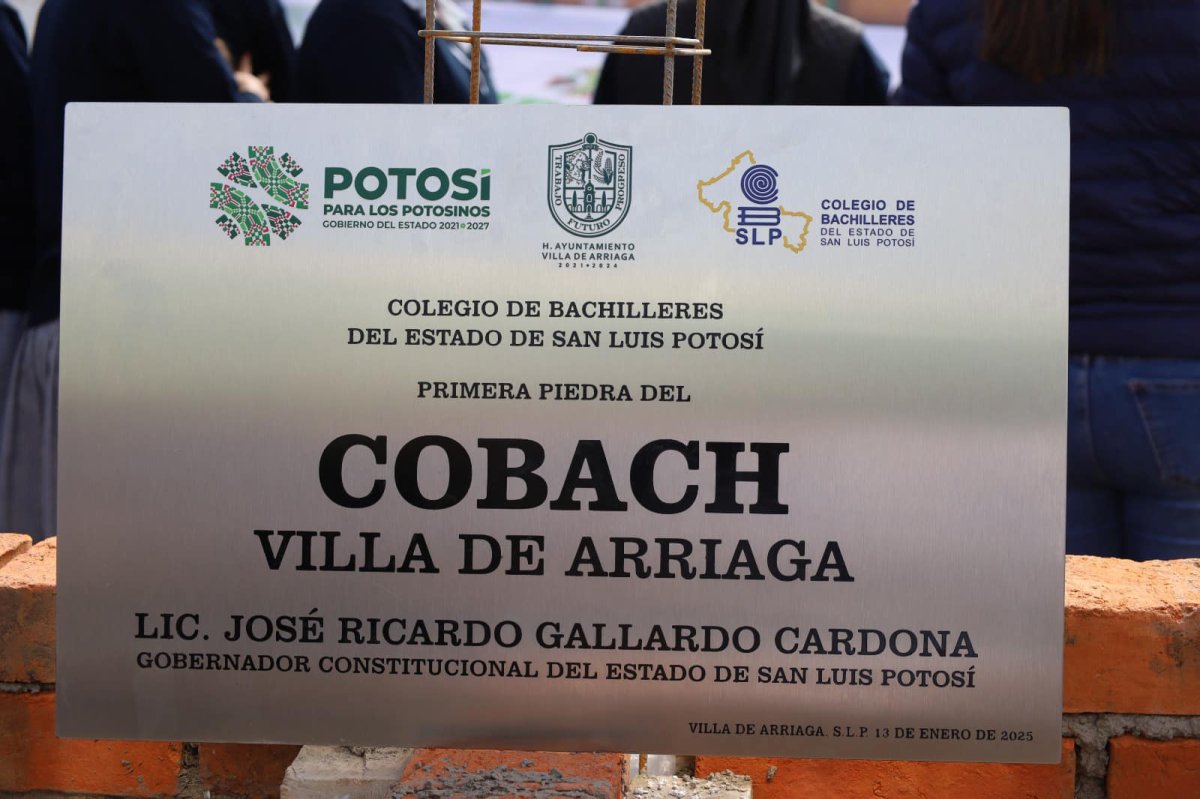 POTOSÍ
PARA LOS POTOSINOS
GOBIERNO DEL ESTADO 2021-2027
TRABAJO
PROGRESO
FUTURO
H. AYUNTAMIENTO
VILLA DE ARRIAGA
2021•2024
SLP
COLEGIO DE
BACHILLERES
DEL ESTADO DE
SAN LUIS POTOSÍ
COLEGIO DE BACHILLERES
DEL ESTADO DE SAN LUIS POTOSÍ
PRIMERA PIEDRA DEL
COBACH
VILLA DE ARRIAGA
LIC. JOSÉ RICARDO GALLARDO CARDONA
GOBERNADOR CONSTITUCIONAL DEL ESTADO DE SAN LUIS POTOSÍ
VILLA DE ARRIAGA. S.L.P. 13 DE ENERO DE 2025